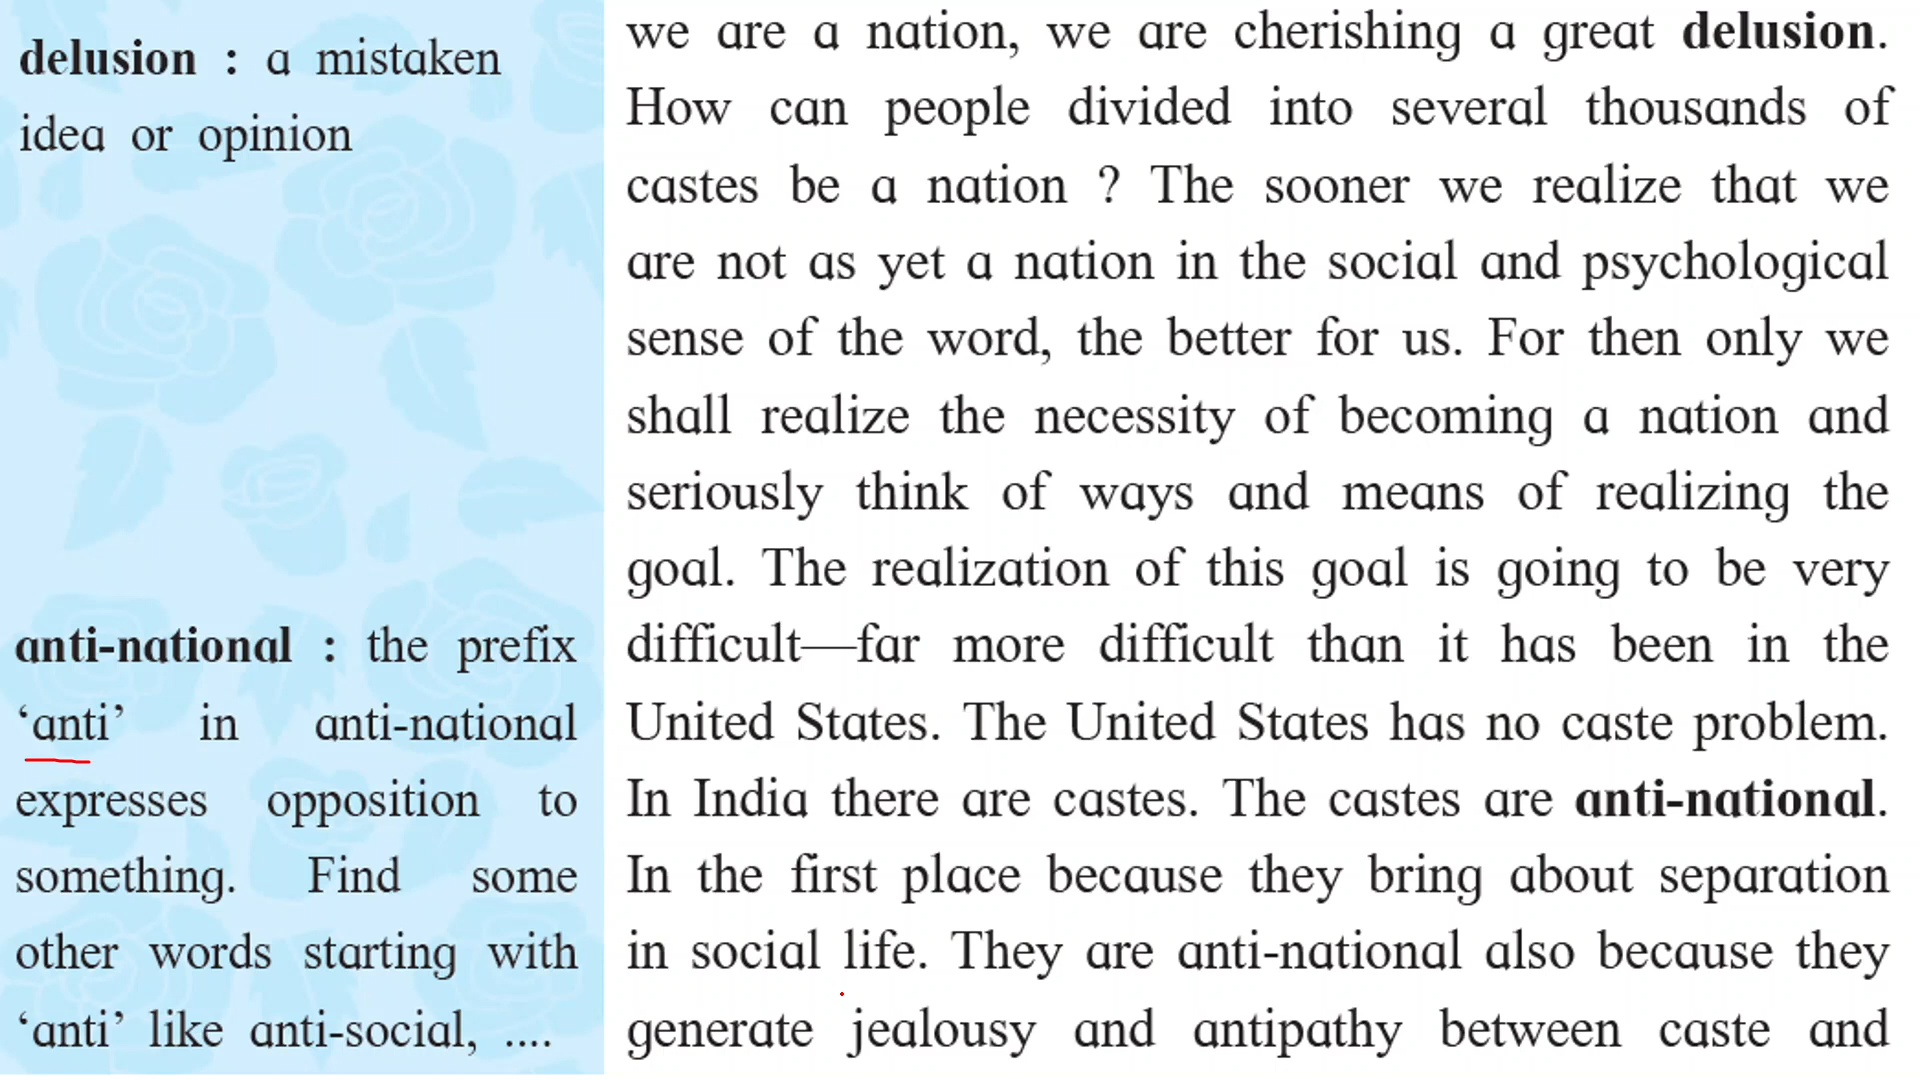 delusion : a mistaken
idea or opinion
anti-national : the prefix
‘anti’ in anti-national
expresses opposition to
something. Find some
other words starting with
‘anti’ like anti-social, ....
we are a nation, we are cherishing a great delusion.
How can people divided into several thousands of
castes be a nation ? The sooner we realize that we
are not as yet a nation in the social and psychological
sense of the word, the better for us. For then only we
shall realize the necessity of becoming a nation and
seriously think of ways and means of realizing the
goal. The realization of this goal is going to be very
difficult—far more difficult than it has been in the
United States. The United States has no caste problem.
In India there are castes. The castes are anti-national.
In the first place because they bring about separation
in social life. They are anti-national also because they
generate jealousy and antipathy between caste and